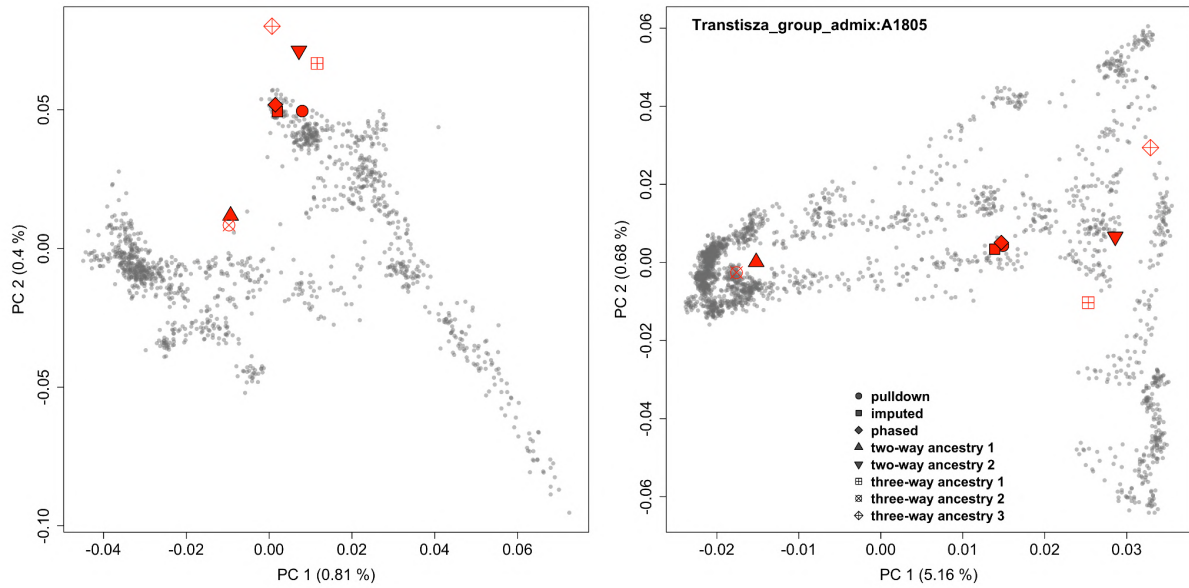 0.05
0.00
-0.05
-0.10
PC 2 (0.4 %)
-0.04
-0.02
0.00
0.02
0.04
0.06
PC 1 (0.81 %)
Transtisza_group_admix:A1805
0.06
0.04
0.02
0.00
-0.02
-0.04
-0.06
PC 2 (0.68 %)
pulldown
imputed
phased
two-way ancestry 1
two-way ancestry 2
three-way ancestry 1
three-way ancestry 2
three-way ancestry 3
-0.02
-0.01
0.00
0.01
0.02
0.03
PC 1 (5.16 %)